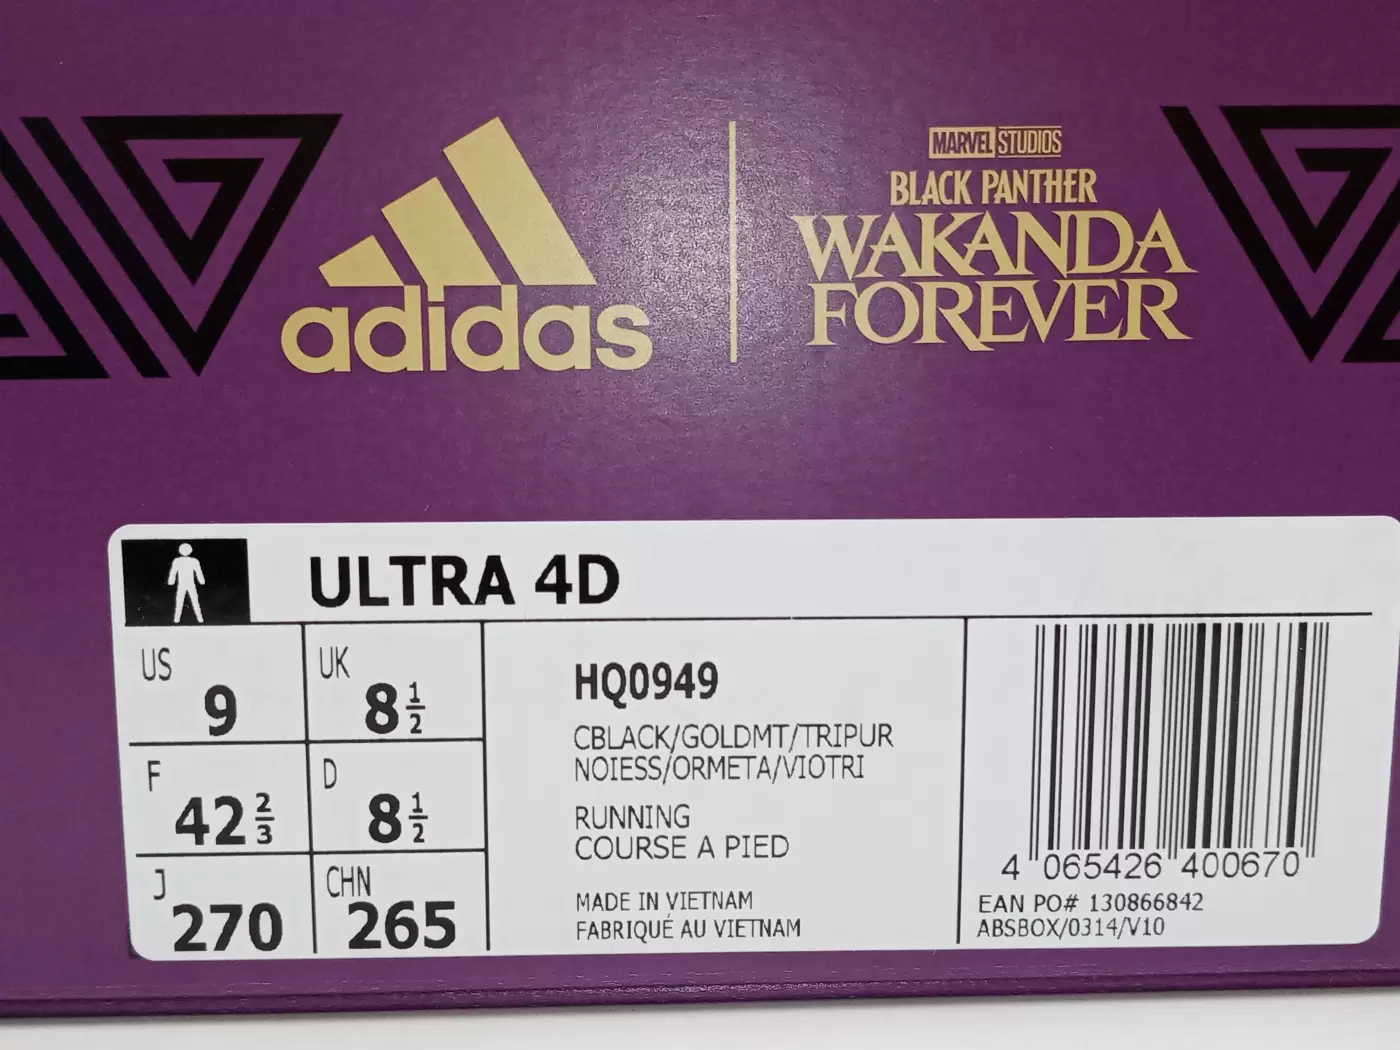 adidas
MARVEL STUDIOS
BLACK PANTHER
WAKANDA
FOREVER
ULTRA 4D
US
9
UK
8 1/2
F
42 2/3
D
8 1/2
J
270
CHN
265
HQ0949
CBLACK/GOLDMT/TRIPUR
NOIESS/ORMETA/VIOTRI
RUNNING
COURSE A PIED
MADE IN VIETNAM
FABRIQUÉ AU VIETNAM
4 065426 400670
EAN PO# 130866842
ABSBOX/0314/V10